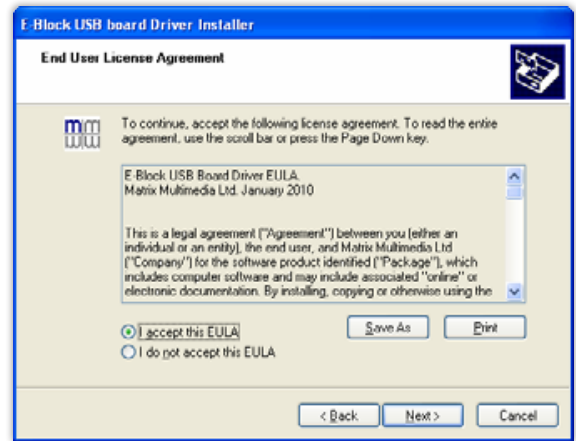 E-Block USB board Driver Installer
End User License Agreement
To continue, accept the following license agreement. To read the entire
agreement, use the scroll bar or press the Page Down key.
E-Block USB Board Driver EULA.
Matrix Multimedia Ltd. January 2010
This is a legal agreement ("Agreement") between you (either an
individual or an entity), the end user, and Matrix Multimedia Ltd
("Company") for the software product identified ("Package"), which
includes computer software and may include associated "online" or
electronic documentation. By installing, copying or otherwise using the
I accept this EULA
Save As
Print
I do not accept this EULA
< Back
Next >
Cancel